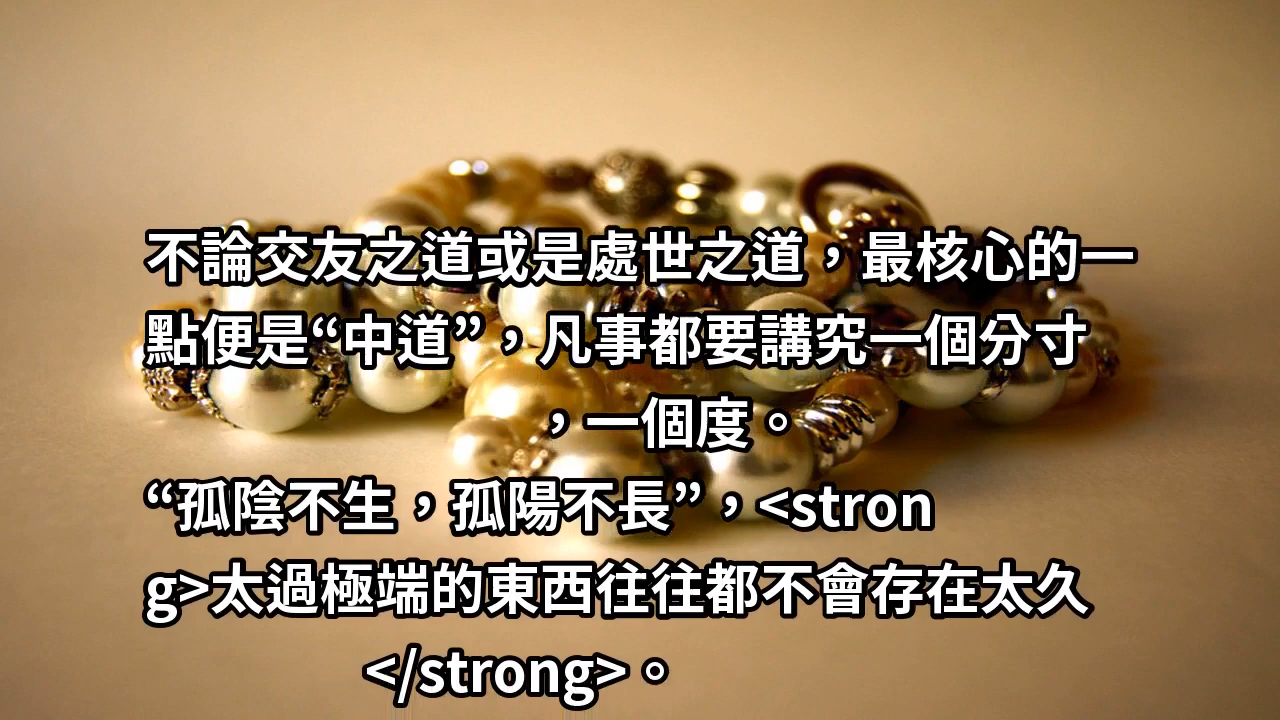 不論交友之道或是處世之道，最核心的一
點便是“中道”，凡事都要講究一個分寸
，一個度。
“孤陰不生，孤陽不長”，<stron
g>太過極端的東西往往都不會存在太久
</strong>。